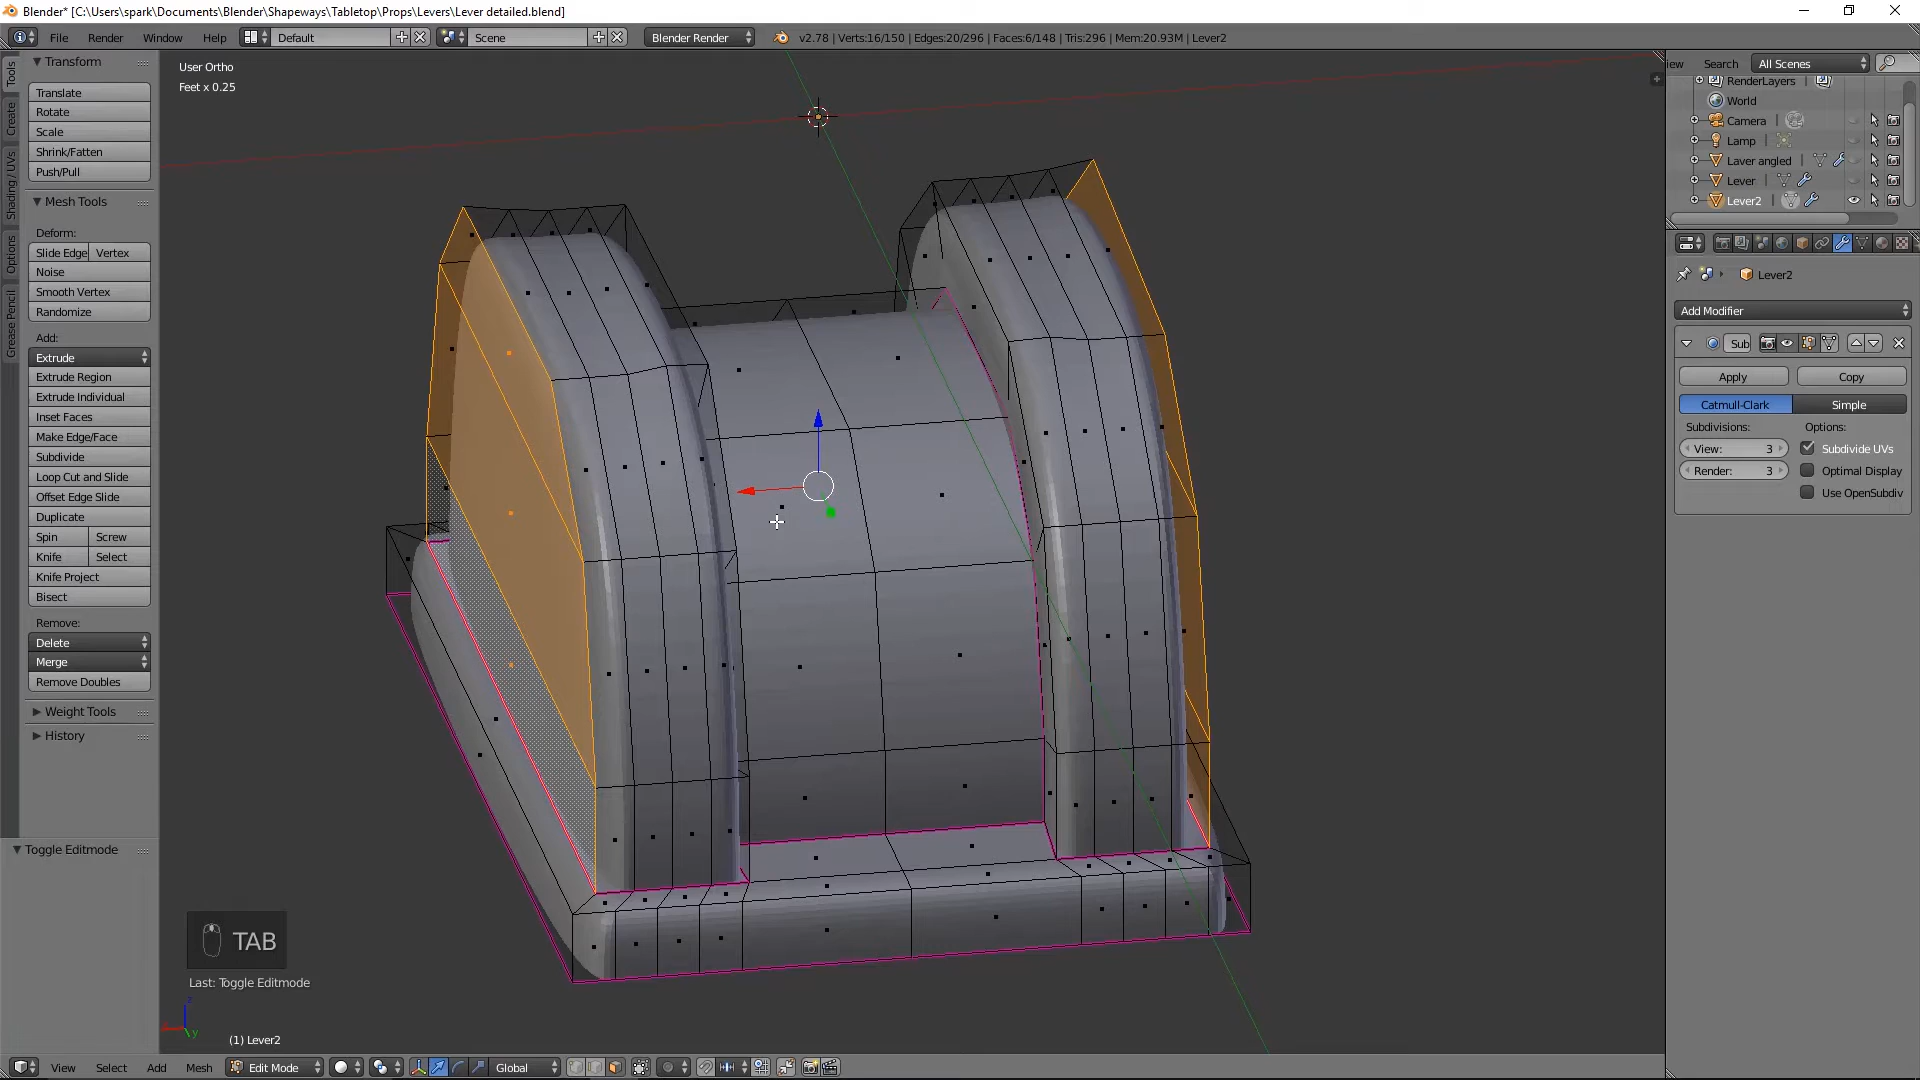 Blender* [C:\Users\spark\Documents\Blender\Shapeways\Tabletop\Props\Levers\Lever detailed.blend]
File Render Window Help Default Scene Blender Render v2.78 | Verts:16/150 | Edges:20/296 | Faces:6/148 | Tris:296 | Mem:20.93M | Lever2
Tools
Create
Shading / UVs
Options
Grease Pencil
Transform
Translate
Rotate
Scale
Shrink/Fatten
Push/Pull
Mesh Tools
Deform:
Slide Edge Vertex
Noise
Smooth Vertex
Randomize
Add:
Extrude
Extrude Region
Extrude Individual
Inset Faces
Make Edge/Face
Subdivide
Loop Cut and Slide
Offset Edge Slide
Duplicate
Spin Screw
Knife Select
Knife Project
Bisect
Remove:
Delete
Merge
Remove Doubles
Weight Tools
History
Toggle Editmode
User Ortho
Feet x 0.25
TAB
Last: Toggle Editmode
z
y
(1) Lever2
View Select Add Mesh Edit Mode Global
iew Search All Scenes
RenderLayers
World
Camera
Lamp
Laver angled
Lever
Lever2
Lever2
Add Modifier
Sub
Apply Copy
Catmull-Clark Simple
Subdivisions: Options:
View: 3 Subdivide UVs
Render: 3 Optimal Display
Use OpenSubdiv